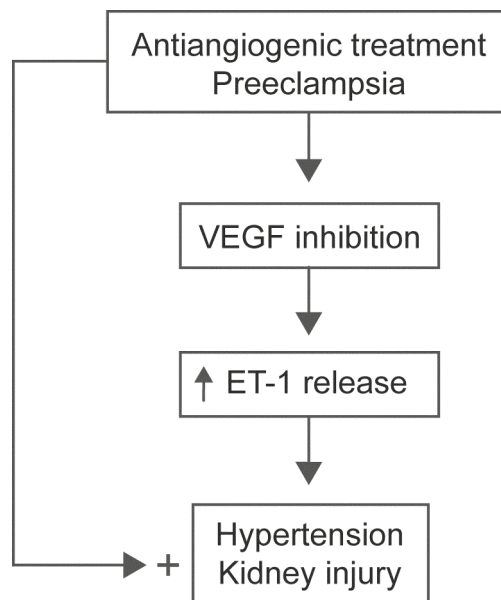 Antiangiogenic treatment
Preeclampsia
VEGF inhibition
↑ ET-1 release
+ Hypertension
Kidney injury